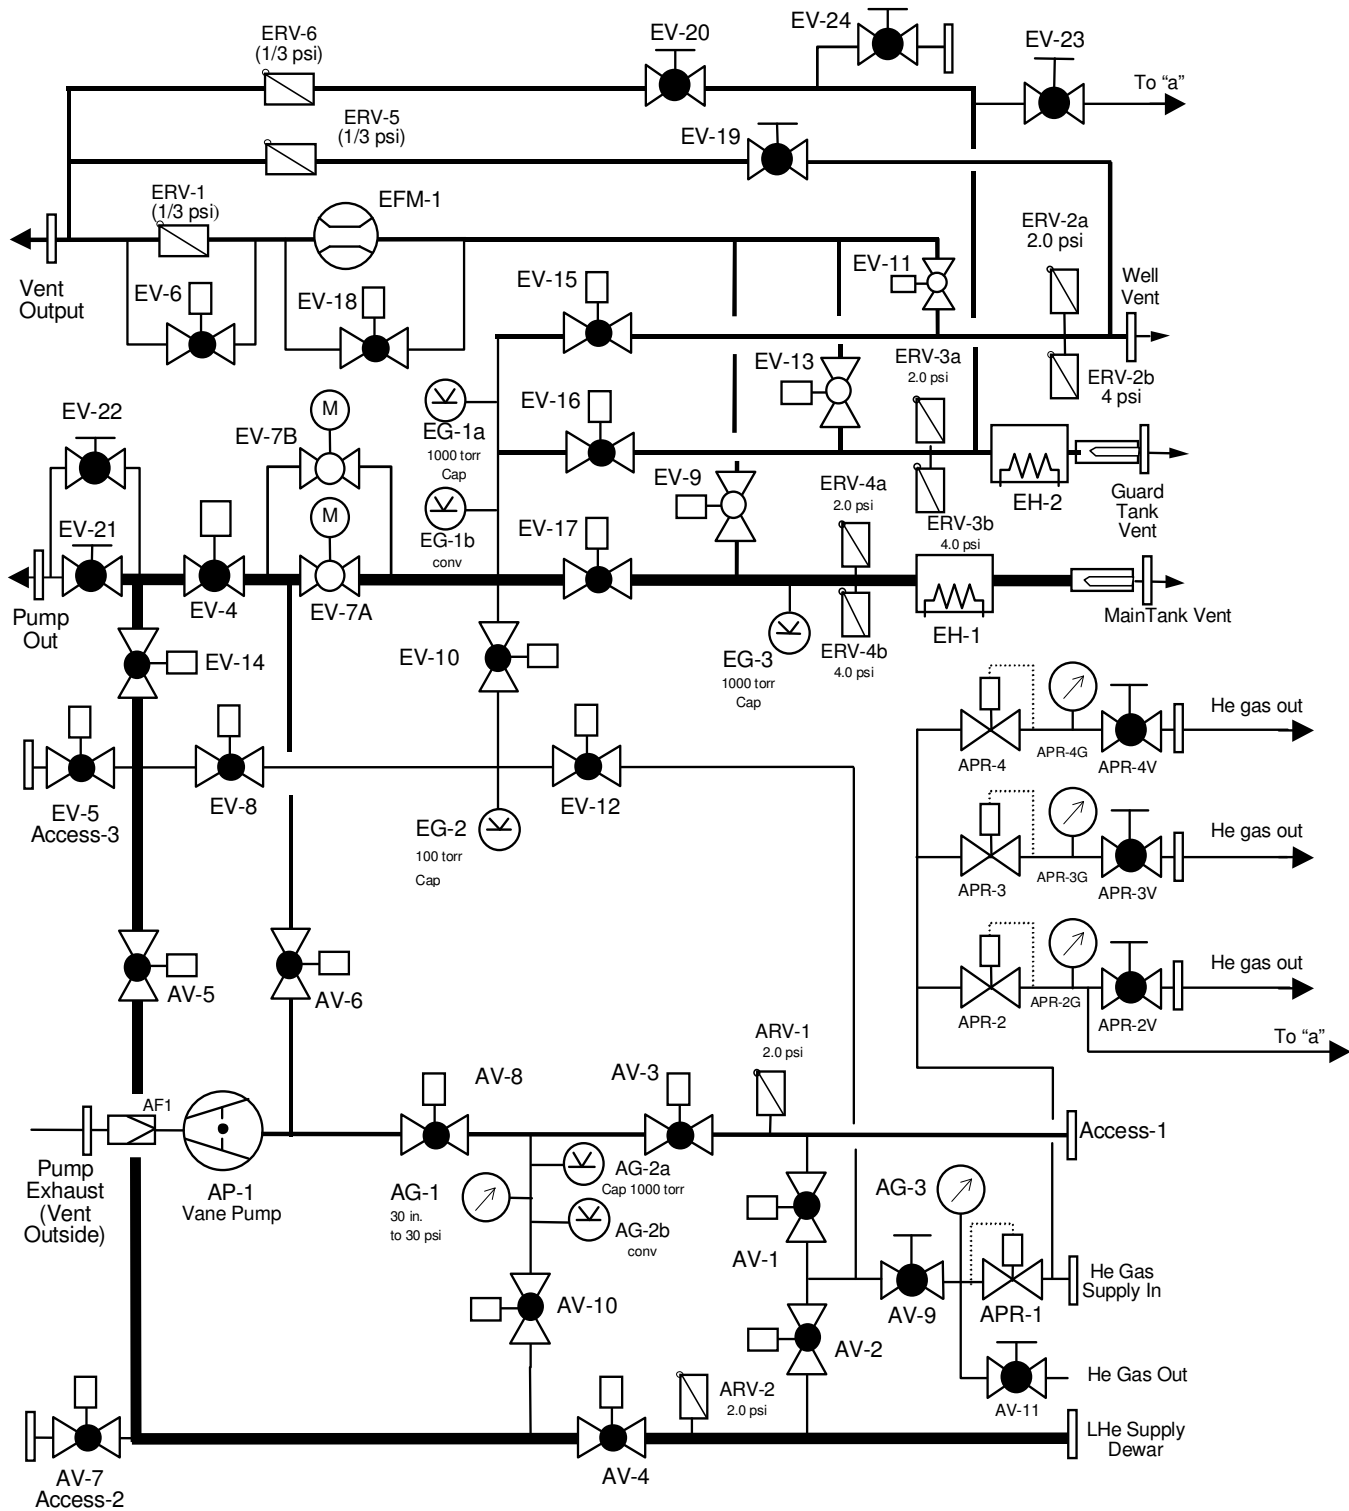 ERV-6
(1/3 psi)
EV-20
EV-24
EV-23
To “a”
ERV-5
(1/3 psi)
EV-19
ERV-1
(1/3 psi)
EFM-1
ERV-2a
2.0 psi
Vent
Output
EV-6
EV-18
EV-15
EV-11
Well
Vent
EV-13
ERV-3a
2.0 psi
ERV-2b
4 psi
EV-22
EV-7B
M
EG-1a
1000 torr
Cap
EV-16
EV-9
ERV-4a
2.0 psi
EH-2
Guard
Tank
Vent
EV-21
M
EG-1b
conv
EV-17
ERV-3b
4.0 psi
Pump
Out
EV-4
EV-7A
EH-1
MainTank Vent
EV-14
EV-10
EG-3
1000 torr
Cap
ERV-4b
4.0 psi
APR-4
APR-4G
APR-4V
He gas out
EV-5
Access-3
EV-8
EG-2
100 torr
Cap
EV-12
APR-3
APR-3G
APR-3V
He gas out
AV-5
AV-6
APR-2
APR-2G
APR-2V
He gas out
To “a”
ARV-1
2.0 psi
AV-8
AV-3
AF1
Access-1
Pump
Exhaust
(Vent
Outside)
AP-1
Vane Pump
AG-1
30 in.
to 30 psi
AG-2a
Cap 1000 torr
AG-2b
conv
AG-3
AV-1
He Gas
Supply In
AV-10
AV-9
APR-1
AV-2
ARV-2
2.0 psi
He Gas Out
AV-11
LHe Supply
Dewar
AV-7
Access-2
AV-4